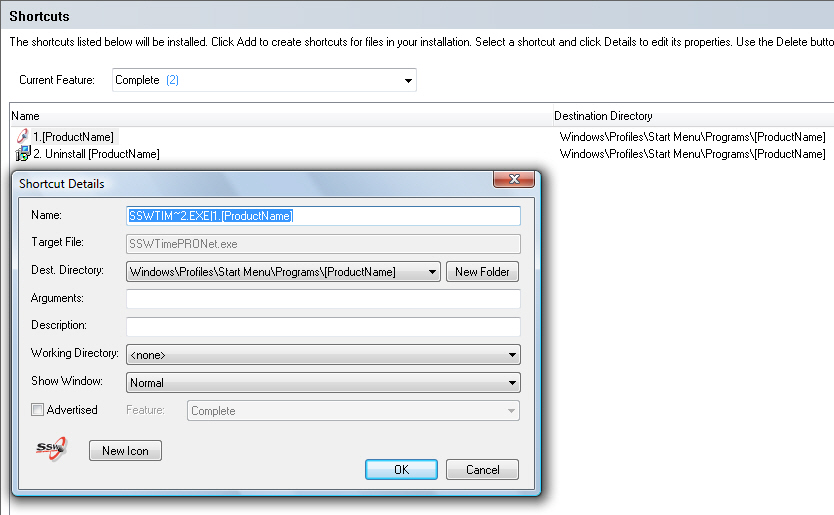 Shortcuts
The shortcuts listed below will be installed. Click Add to create shortcuts for files in your installation. Select a shortcut and click Details to edit its properties. Use the Delete butto
Current Feature: Complete (2)
Name Destination Directory
1.[ProductName] Windows\Profiles\Start Menu\Programs\[ProductName]
2. Uninstall [ProductName] Windows\Profiles\Start Menu\Programs\[ProductName]
Shortcut Details
Name: SSWTIM~2.EXE|1.[ProductName]
Target File: SSWTimePRONet.exe
Dest. Directory: Windows\Profiles\Start Menu\Programs\[ProductName] New Folder
Arguments:
Description:
Working Directory: <none>
Show Window: Normal
Advertised Feature: Complete
SSW New Icon
OK Cancel